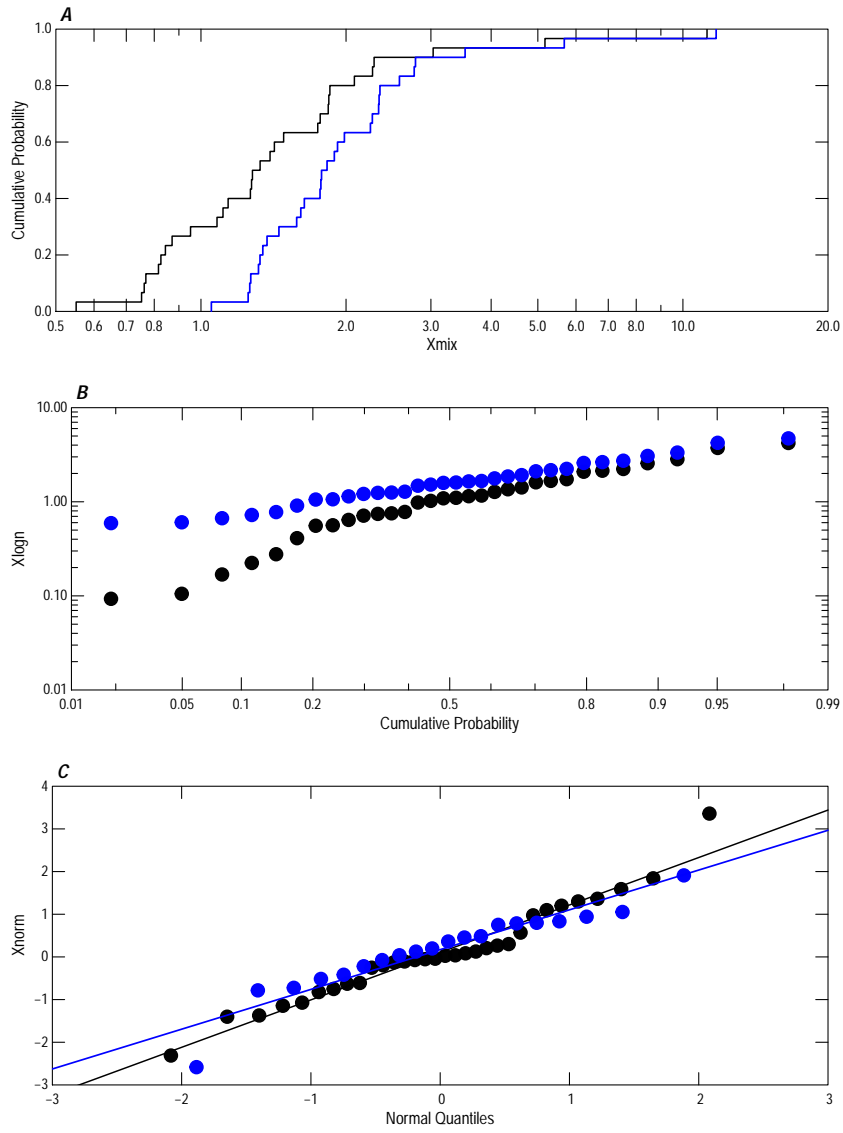 A
1.0
0.8
0.6
0.4
0.2
0.0
Cumulative Probability
0.5 0.6 0.7 0.8 1.0 2.0 3.0 4.0 5.0 6.0 7.0 8.0 10.0 20.0
Xmix
B
10.00
1.00
0.10
0.01
Xlogn
0.01 0.05 0.1 0.2 0.5 0.8 0.9 0.95 0.99
Cumulative Probability
C
4
3
2
1
0
−1
−2
−3
Xnorm
−3 −2 −1 0 1 2 3
Normal Quantiles